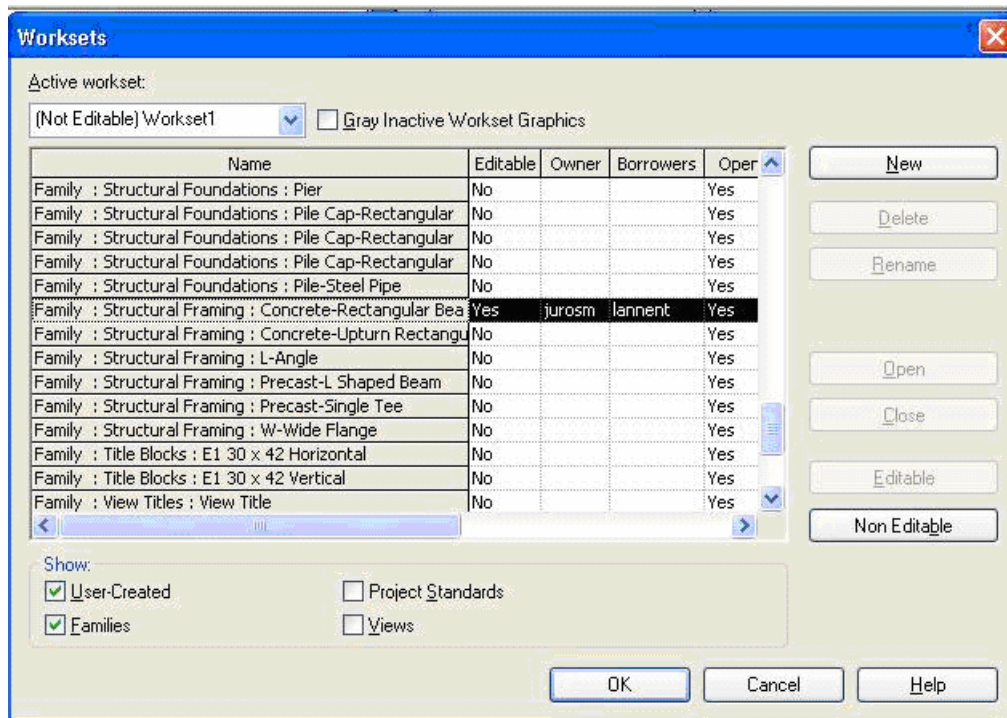 Worksets
Active workset:
(Not Editable) Workset1
Gray Inactive Workset Graphics
Name Editable Owner Borrowers Oper
Family : Structural Foundations : Pier No Yes
Family : Structural Foundations : Pile Cap-Rectangular No Yes
Family : Structural Foundations : Pile Cap-Rectangular No Yes
Family : Structural Foundations : Pile Cap-Rectangular No Yes
Family : Structural Foundations : Pile-Steel Pipe No Yes
Family : Structural Framing : Concrete-Rectangular Bea Yes jurosm lannent Yes
Family : Structural Framing : Concrete-Upturn Rectangu No Yes
Family : Structural Framing : L-Angle No Yes
Family : Structural Framing : Precast-L Shaped Beam No Yes
Family : Structural Framing : Precast-Single Tee No Yes
Family : Structural Framing : W-Wide Flange No Yes
Family : Title Blocks : E1 30 x 42 Horizontal No Yes
Family : Title Blocks : E1 30 x 42 Vertical No Yes
Family : View Titles : View Title No Yes
New
Delete
Rename
Open
Close
Editable
Non Editable
Show:
User-Created
Project Standards
Families
Views
OK
Cancel
Help